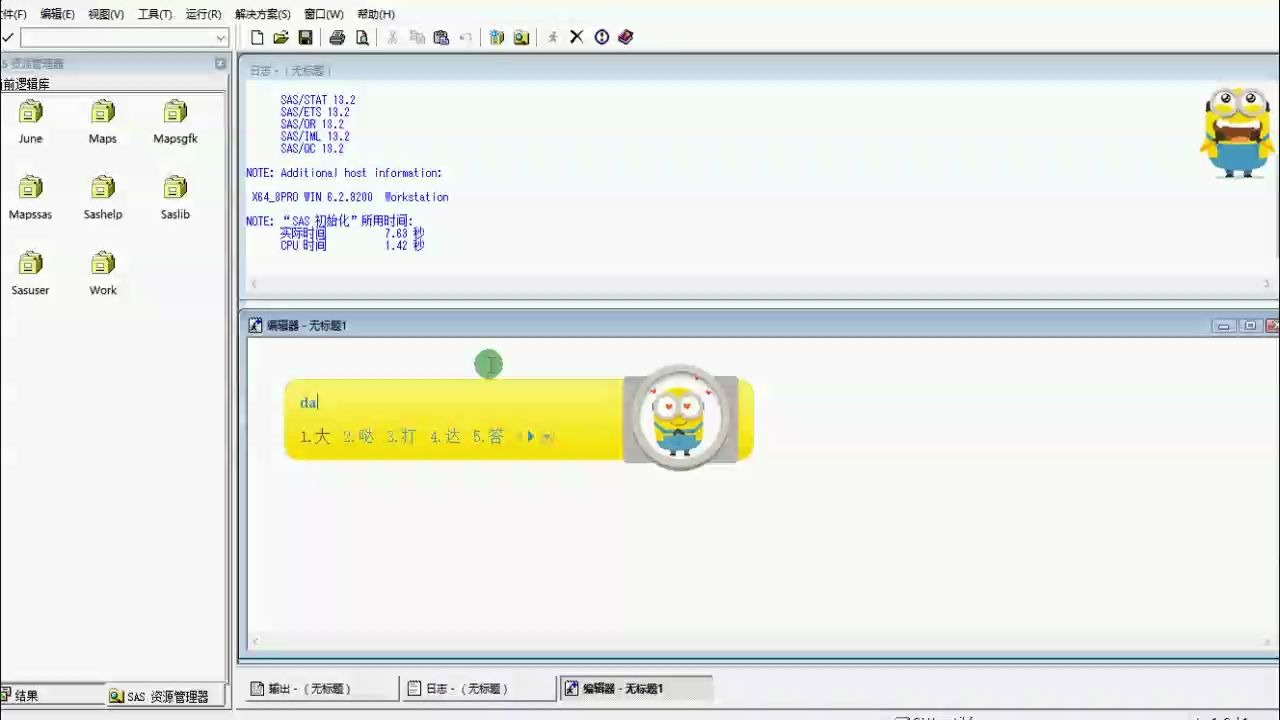 编辑(E) 视图(V) 工具(T) 运行(R) 解决方案(S) 窗口(W) 帮助(H)
S 资源管理器
前逻辑库
June Maps Mapsgfk
Mapssas Sashelp Saslib
Sasuser Work
日志 - (无标题)
SAS/STAT 13.2
SAS/ETS 13.2
SAS/OR 13.2
SAS/IML 13.2
SAS/QC 13.2
NOTE: Additional host information:
X64_8PRO WIN 6.2.9200 Workstation
NOTE: “SAS 初始化”所用时间:
实际时间 7.63 秒
CPU 时间 1.42 秒
编辑器 - 无标题1
da
1.大 2.哒 3.打 4.达 5.答
结果 SAS 资源管理器
输出 - (无标题) 日志 - (无标题) 编辑器 - 无标题1